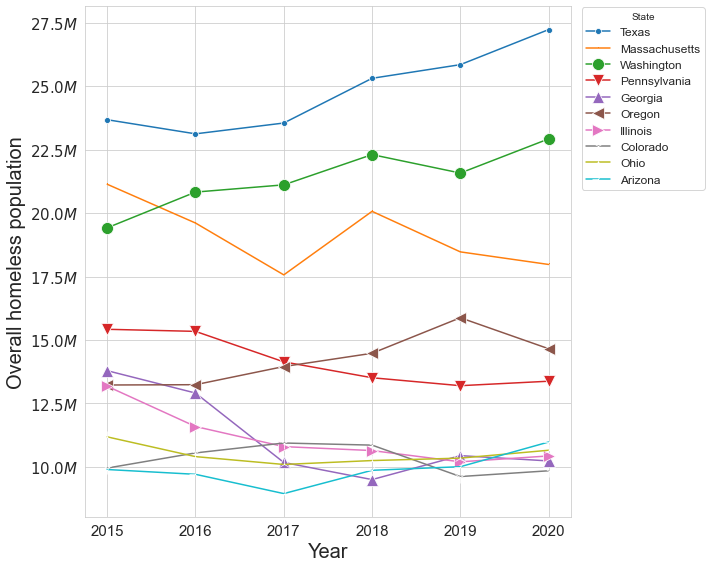 Overall homeless population
27.5M
25.0M
22.5M
20.0M
17.5M
15.0M
12.5M
10.0M
2015 2016 2017 2018 2019 2020
Year
State
Texas
Massachusetts
Washington
Pennsylvania
Georgia
Oregon
Illinois
Colorado
Ohio
Arizona